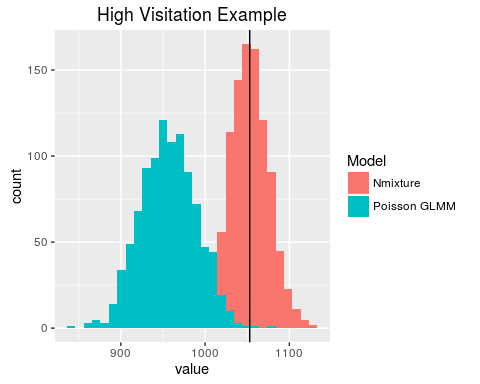 High Visitation Example
150
100
50
0
count
900
1000
1100
value
Model
Nmixture
Poisson GLMM